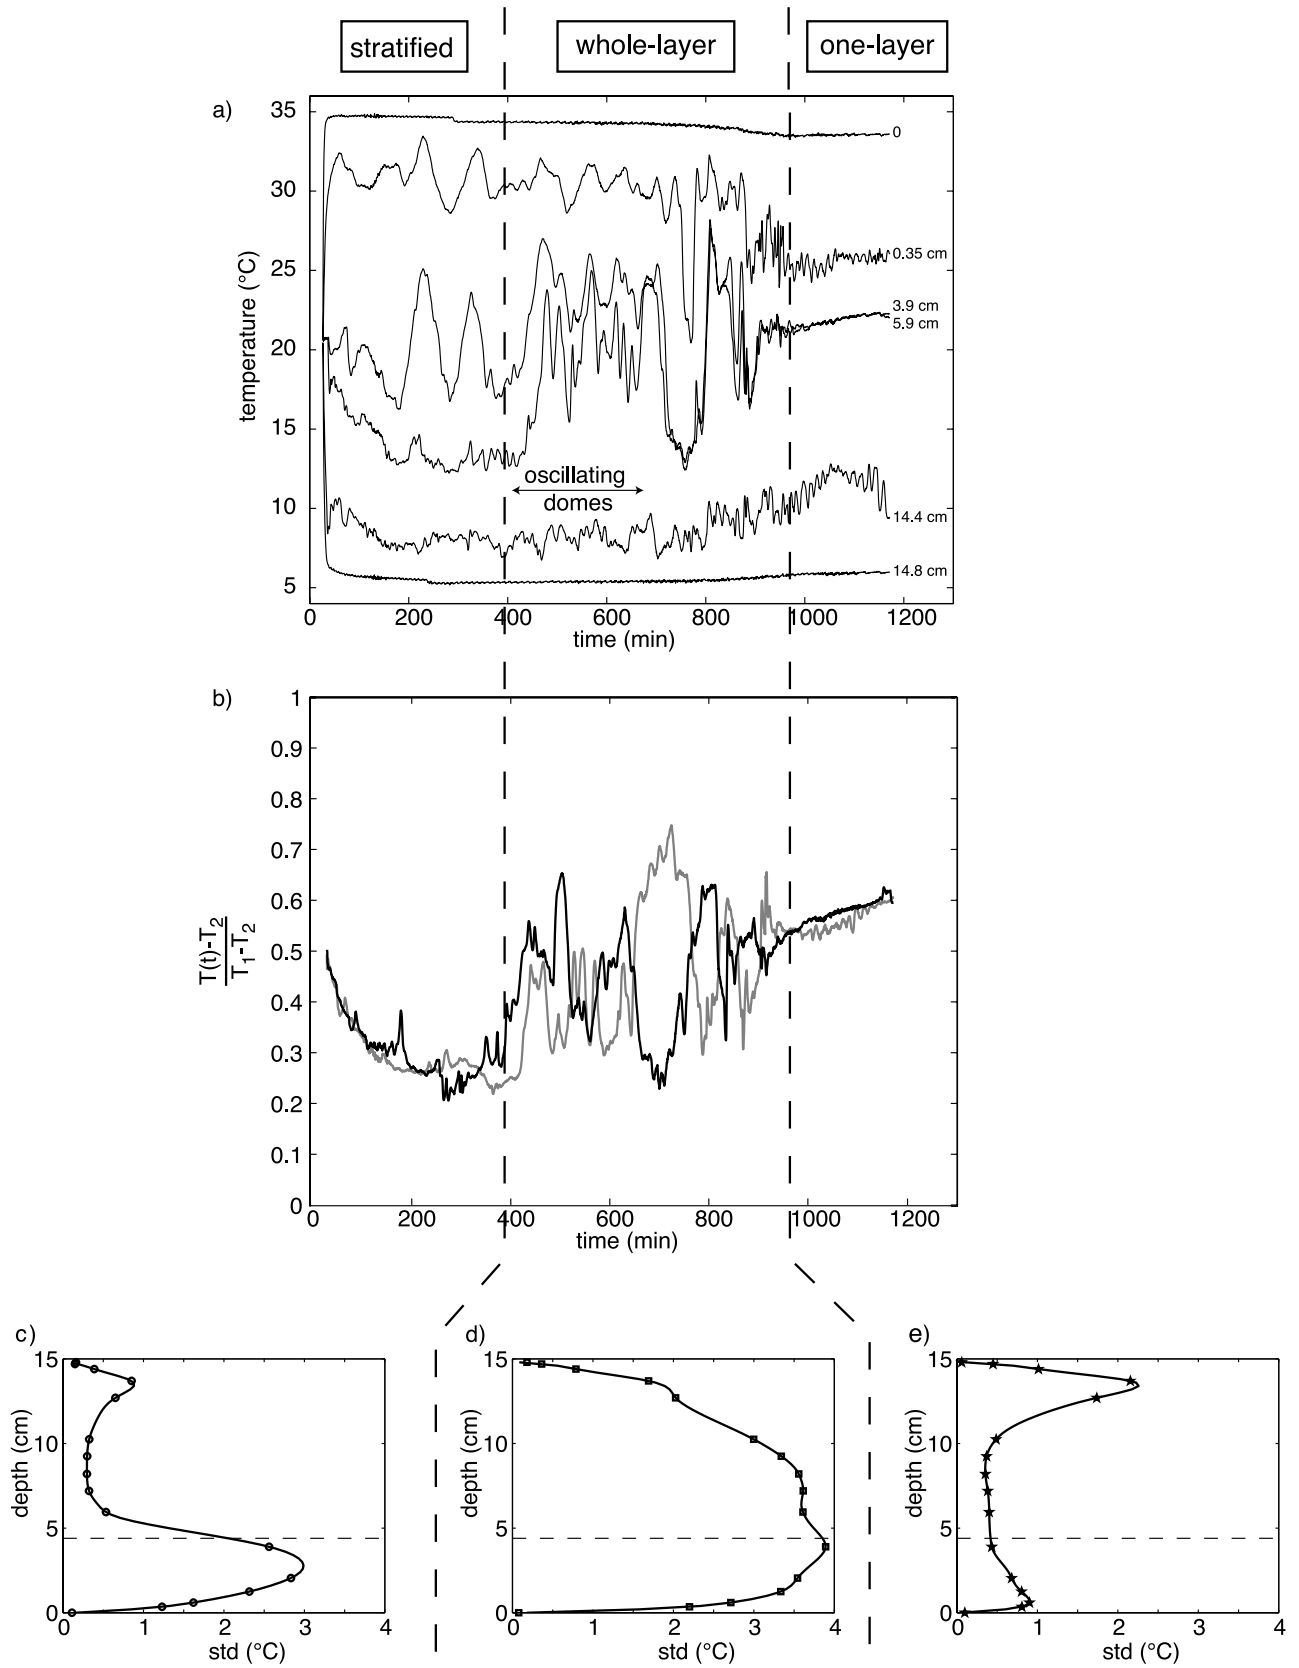 stratified
whole-layer
one-layer
a)
35
30
25
20
15
10
5
temperature (°C)
0
0.35 cm
3.9 cm
5.9 cm
14.4 cm
14.8 cm
oscillating
domes
0 200 400 600 800 1000 1200
time (min)
b)
1
0.9
0.8
0.7
0.6
0.5
0.4
0.3
0.2
0.1
0
T(t)-T2
T1-T2
0 200 400 600 800 1000 1200
time (min)
c)
15
10
5
0
depth (cm)
0 1 2 3 4
std (°C)
d)
15
10
5
0
depth (cm)
0 1 2 3 4
std (°C)
e)
15
10
5
0
depth (cm)
0 1 2 3 4
std (°C)